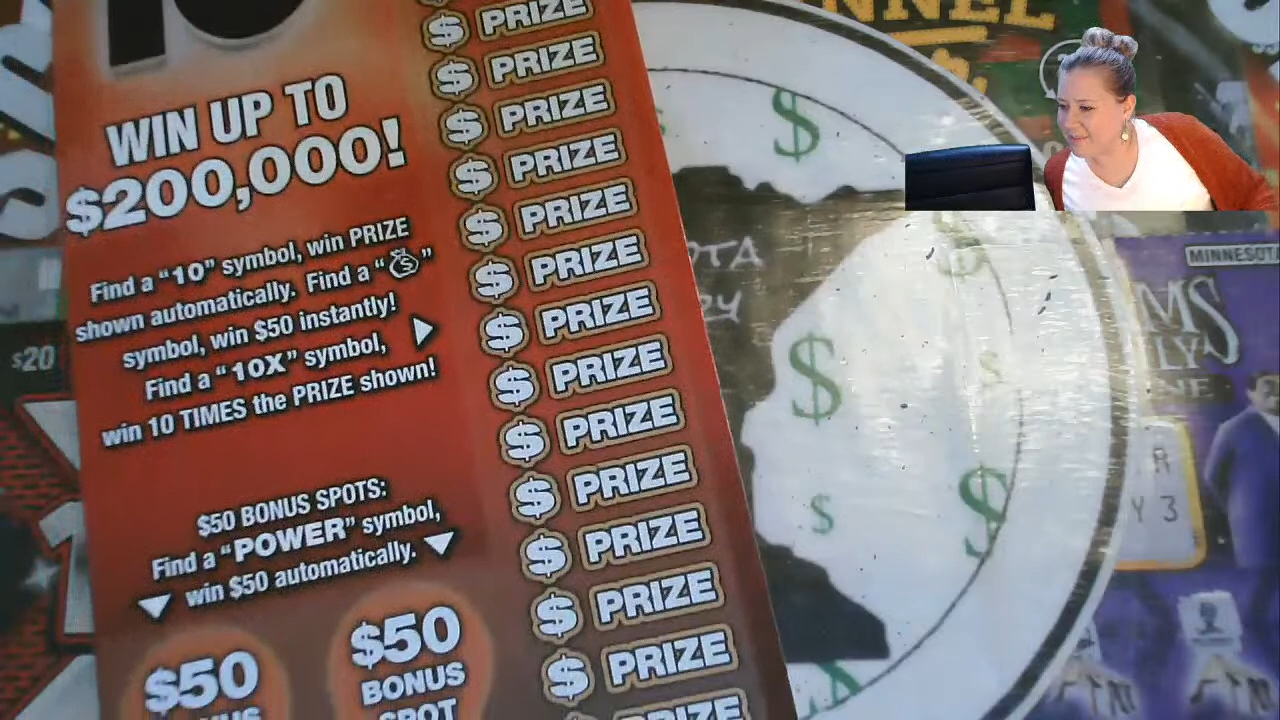 10
WIN UP TO
$200,000!
Find a “10” symbol, win PRIZE
shown automatically. Find a “ ”
symbol, win $50 instantly!
Find a “10X” symbol,
win 10 TIMES the PRIZE shown!
$50 BONUS SPOTS:
Find a “POWER” symbol,
win $50 automatically.
$50
$50
BONUS
SPOT
$ PRIZE
$ PRIZE
$ PRIZE
$ PRIZE
$ PRIZE
$ PRIZE
$ PRIZE
$ PRIZE
$ PRIZE
$ PRIZE
$ PRIZE
$ PRIZE
$ PRIZE
PRIZE
$20
$
$
$
$
$
MINNESOTA
R
Y 3